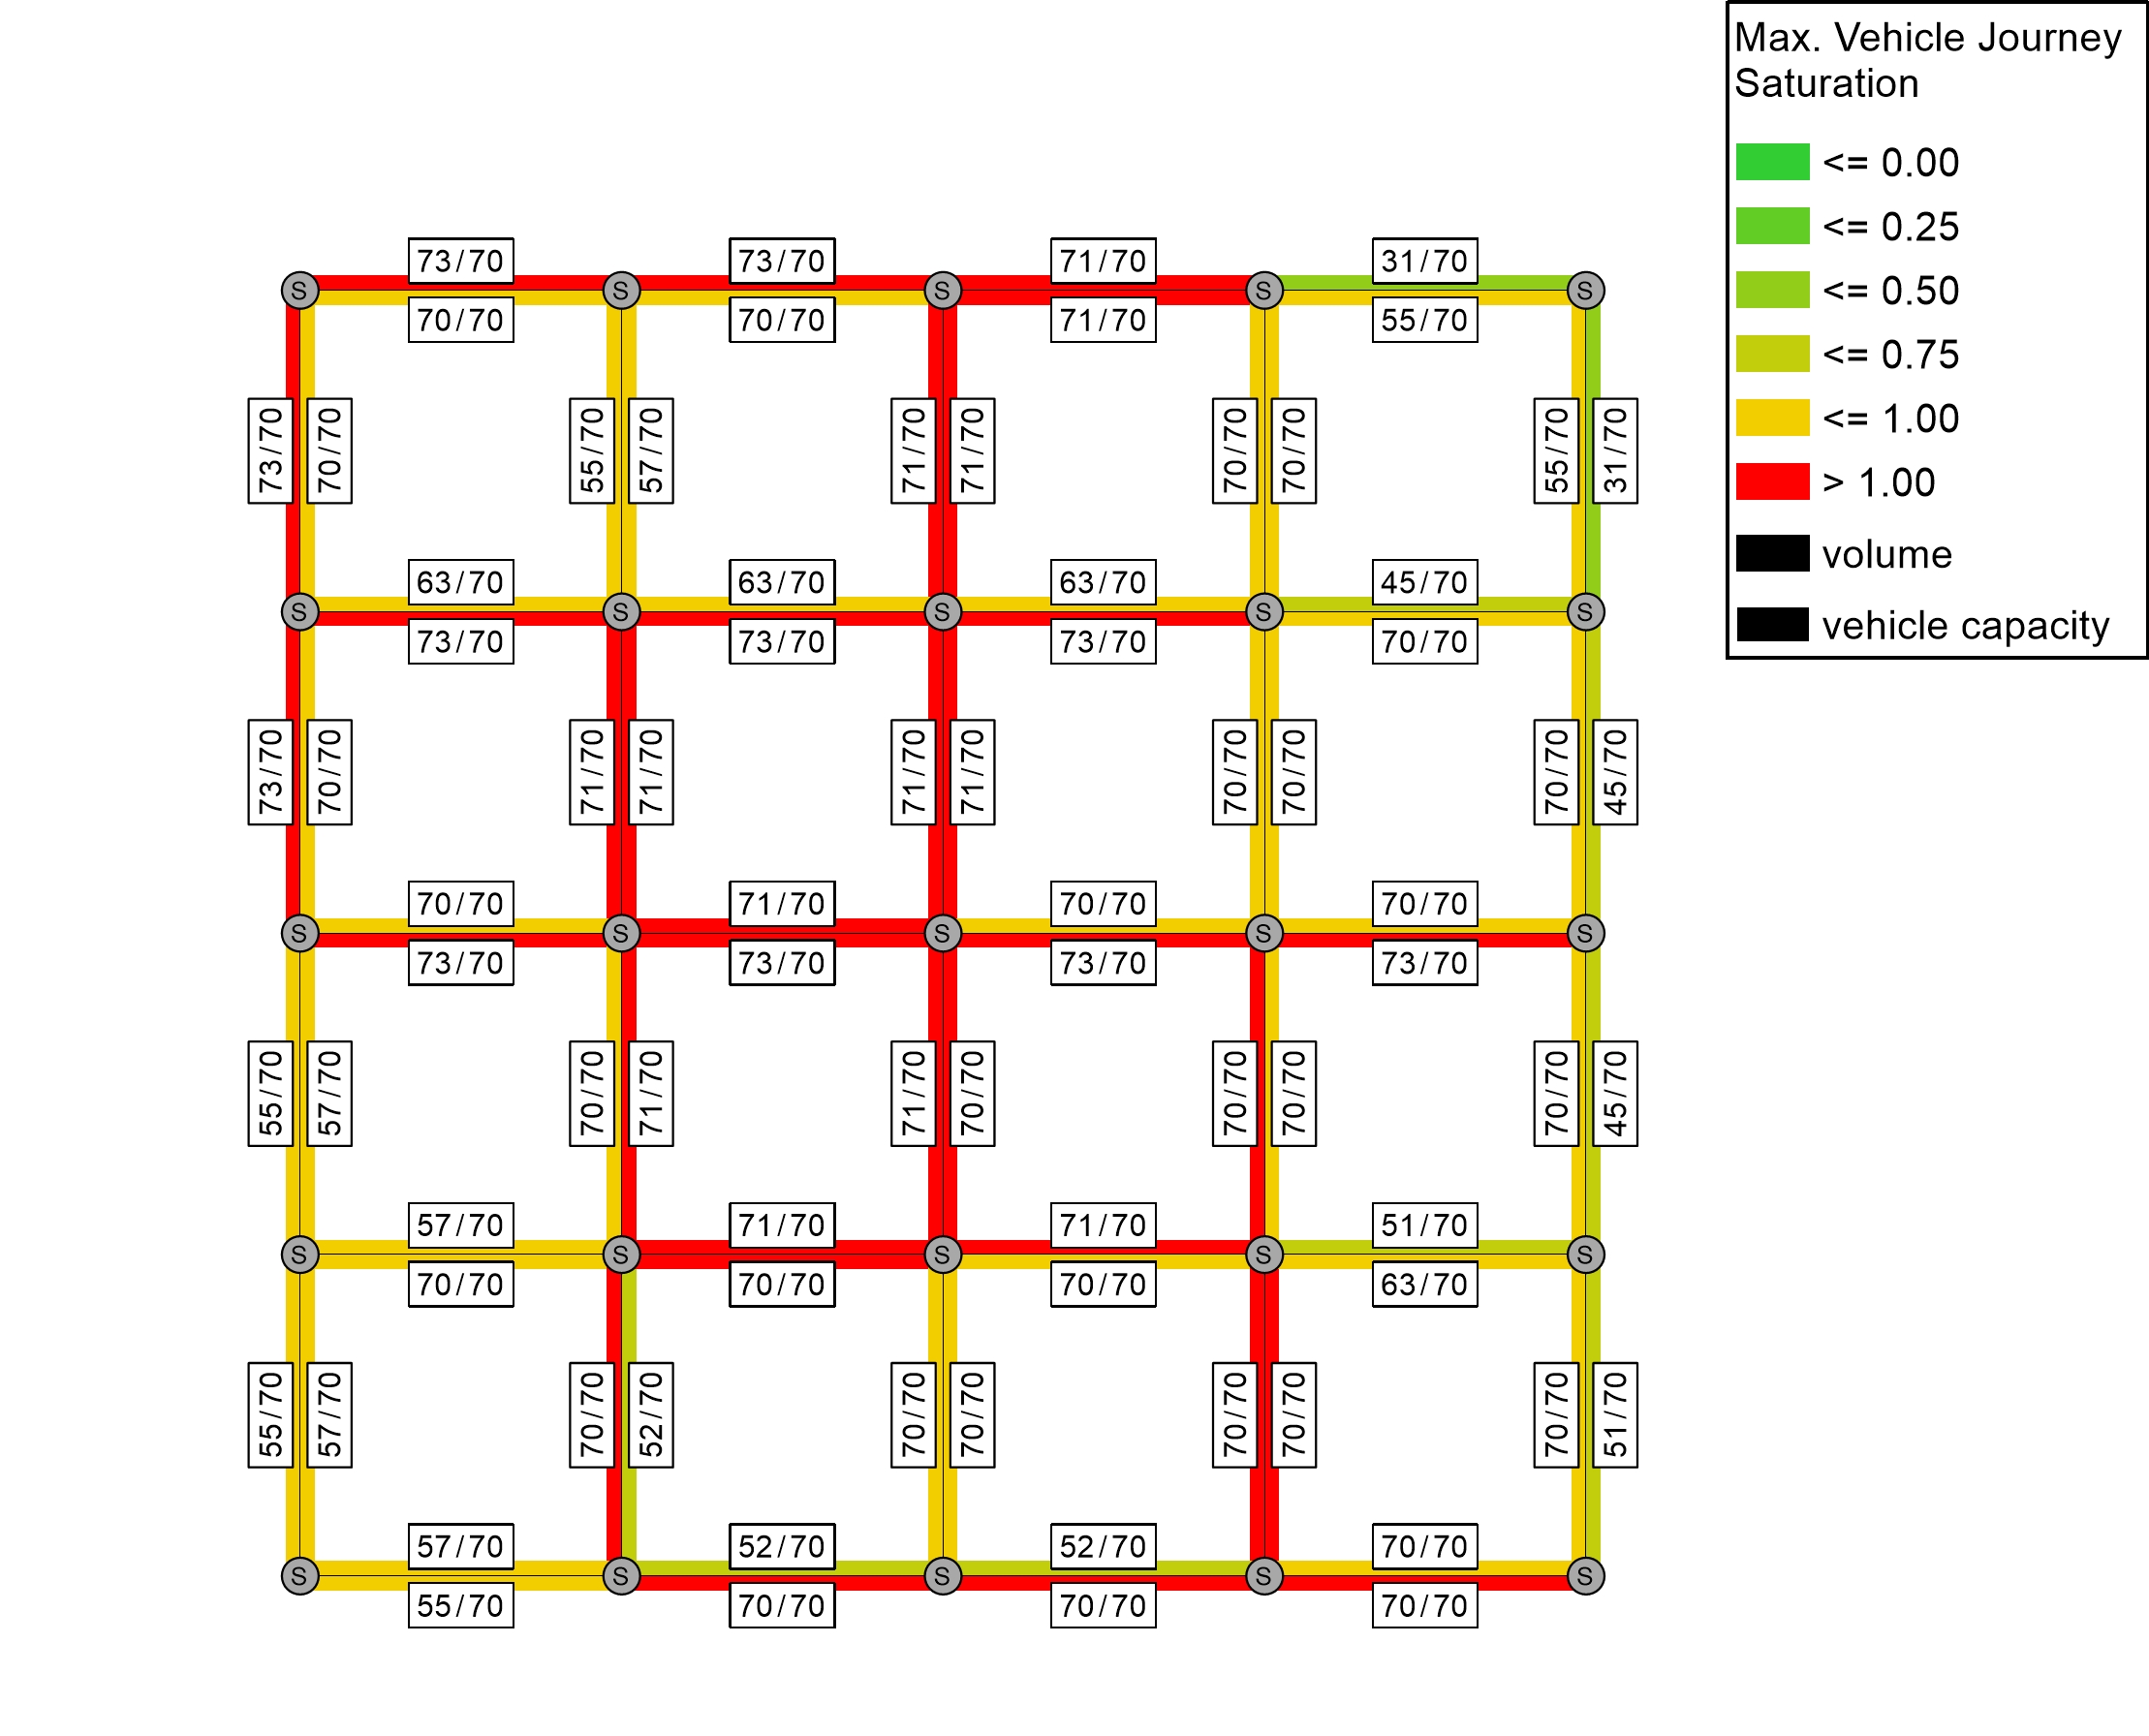 Max. Vehicle Journey
Saturation
<= 0.00
<= 0.25
<= 0.50
<= 0.75
<= 1.00
> 1.00
volume
vehicle capacity
73/70 73/70 71/70 31/70
S S S S S
70/70 70/70 71/70 55/70
73/70 70/70 55/70 57/70 71/70 71/70 70/70 70/70 55/70 31/70
63/70 63/70 63/70 45/70
S S S S S
73/70 73/70 73/70 70/70
73/70 70/70 71/70 71/70 71/70 71/70 70/70 70/70 70/70 45/70
70/70 71/70 70/70 70/70
S S S S S
73/70 73/70 73/70 73/70
55/70 57/70 70/70 71/70 71/70 70/70 70/70 70/70 70/70 45/70
57/70 71/70 71/70 51/70
S S S S S
70/70 70/70 70/70 63/70
55/70 57/70 70/70 52/70 70/70 70/70 70/70 70/70 70/70 51/70
57/70 52/70 52/70 70/70
S S S S S
55/70 70/70 70/70 70/70